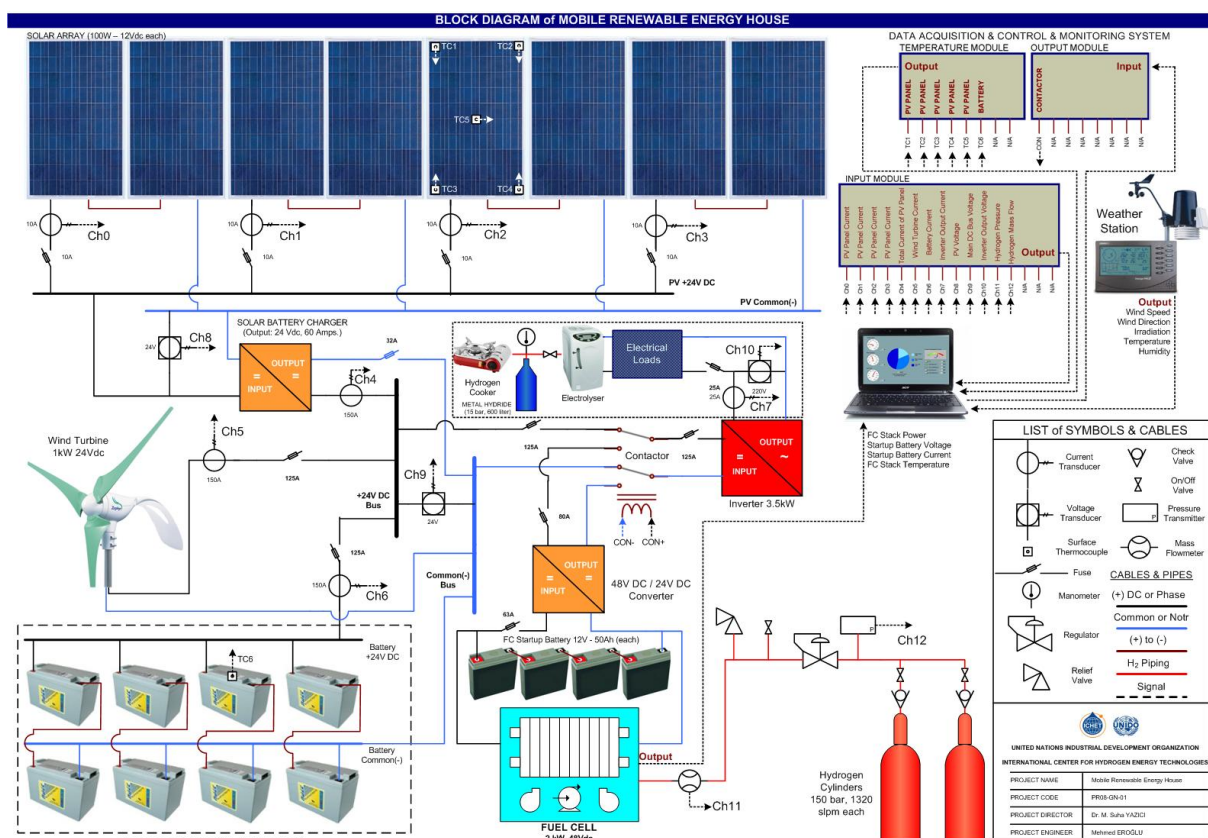 BLOCK DIAGRAM of MOBILE RENEWABLE ENERGY HOUSE
SOLAR ARRAY (100W – 12Vdc each)
TC1
TC2
TC5
TC3
TC4
10A
Ch0
10A
10A
Ch1
10A
10A
Ch2
10A
10A
Ch3
10A
PV +24V DC
PV Common(-)
DATA ACQUISITION & CONTROL & MONITORING SYSTEM
TEMPERATURE MODULE
Output
PV PANEL
PV PANEL
PV PANEL
PV PANEL
PV PANEL
BATTERY
TC1
TC2
TC3
TC4
TC5
TC6
N/A
N/A
OUTPUT MODULE
Input
CONTACTOR
CON
N/A
N/A
N/A
N/A
N/A
N/A
N/A
INPUT MODULE
PV Panel Current
PV Panel Current
PV Panel Current
PV Panel Current
Total Current of PV Panel
Wind Turbine Current
Battery Current
Inverter Output Current
PV Voltage
Main DC Bus Voltage
Inverter Output Voltage
Hydrogen Pressure
Hydrogen Mass Flow
Output
Ch0
Ch1
Ch2
Ch3
Ch4
Ch5
Ch6
Ch7
Ch8
Ch9
Ch10
Ch11
Ch12
N/A
N/A
N/A
Weather
Station
Output
Wind Speed
Wind Direction
Irradiation
Temperature
Humidity
24V
Ch8
SOLAR BATTERY CHARGER
(Output: 24 Vdc, 60 Amps.)
OUTPUT
=
=
INPUT
Ch4
150A
32A
Hydrogen
Cooker
METAL HYDRIDE
(15 bar, 600 liter)
Electrolyser
Electrical
Loads
Ch10
220V
25A
25A
Ch7
Wind Turbine
1kW 24Vdc
Ch5
150A
125A
+24V DC
Bus
Ch9
24V
125A
Contactor
125A
OUTPUT
=
~
INPUT
Inverter 3.5kW
FC Stack Power
Startup Battery Voltage
Startup Battery Current
FC Stack Temperature
80A
CON-
CON+
125A
150A
Ch6
Common(-)
Bus
OUTPUT
=
=
INPUT
48V DC / 24V DC
Converter
63A
FC Startup Battery 12V - 50Ah (each)
Battery
+24V DC
TC6
Battery
Common(-)
Output
FUEL CELL
2 kW, 48Vdc
Ch11
P
Ch12
Hydrogen
Cylinders
150 bar, 1320
slpm each
LIST of SYMBOLS & CABLES
Current
Transducer
Check
Valve
On/Off
Valve
Voltage
Transducer
P
Pressure
Transmitter
Surface
Thermocouple
Mass
Flowmeter
Fuse
CABLES & PIPES
Manometer
(+) DC or Phase
Common or Notr
Regulator
(+) to (-)
H₂ Piping
Relief
Valve
Signal
ICHET
UNIDO
UNITED NATIONS INDUSTRIAL DEVELOPMENT ORGANIZATION
INTERNATIONAL CENTER FOR HYDROGEN ENERGY TECHNOLOGIES
PROJECT NAME Mobile Renewable Energy House
PROJECT CODE PR08-GN-01
PROJECT DIRECTOR Dr. M. Suha YAZICI
PROJECT ENGINEER Mehmed EROĞLU